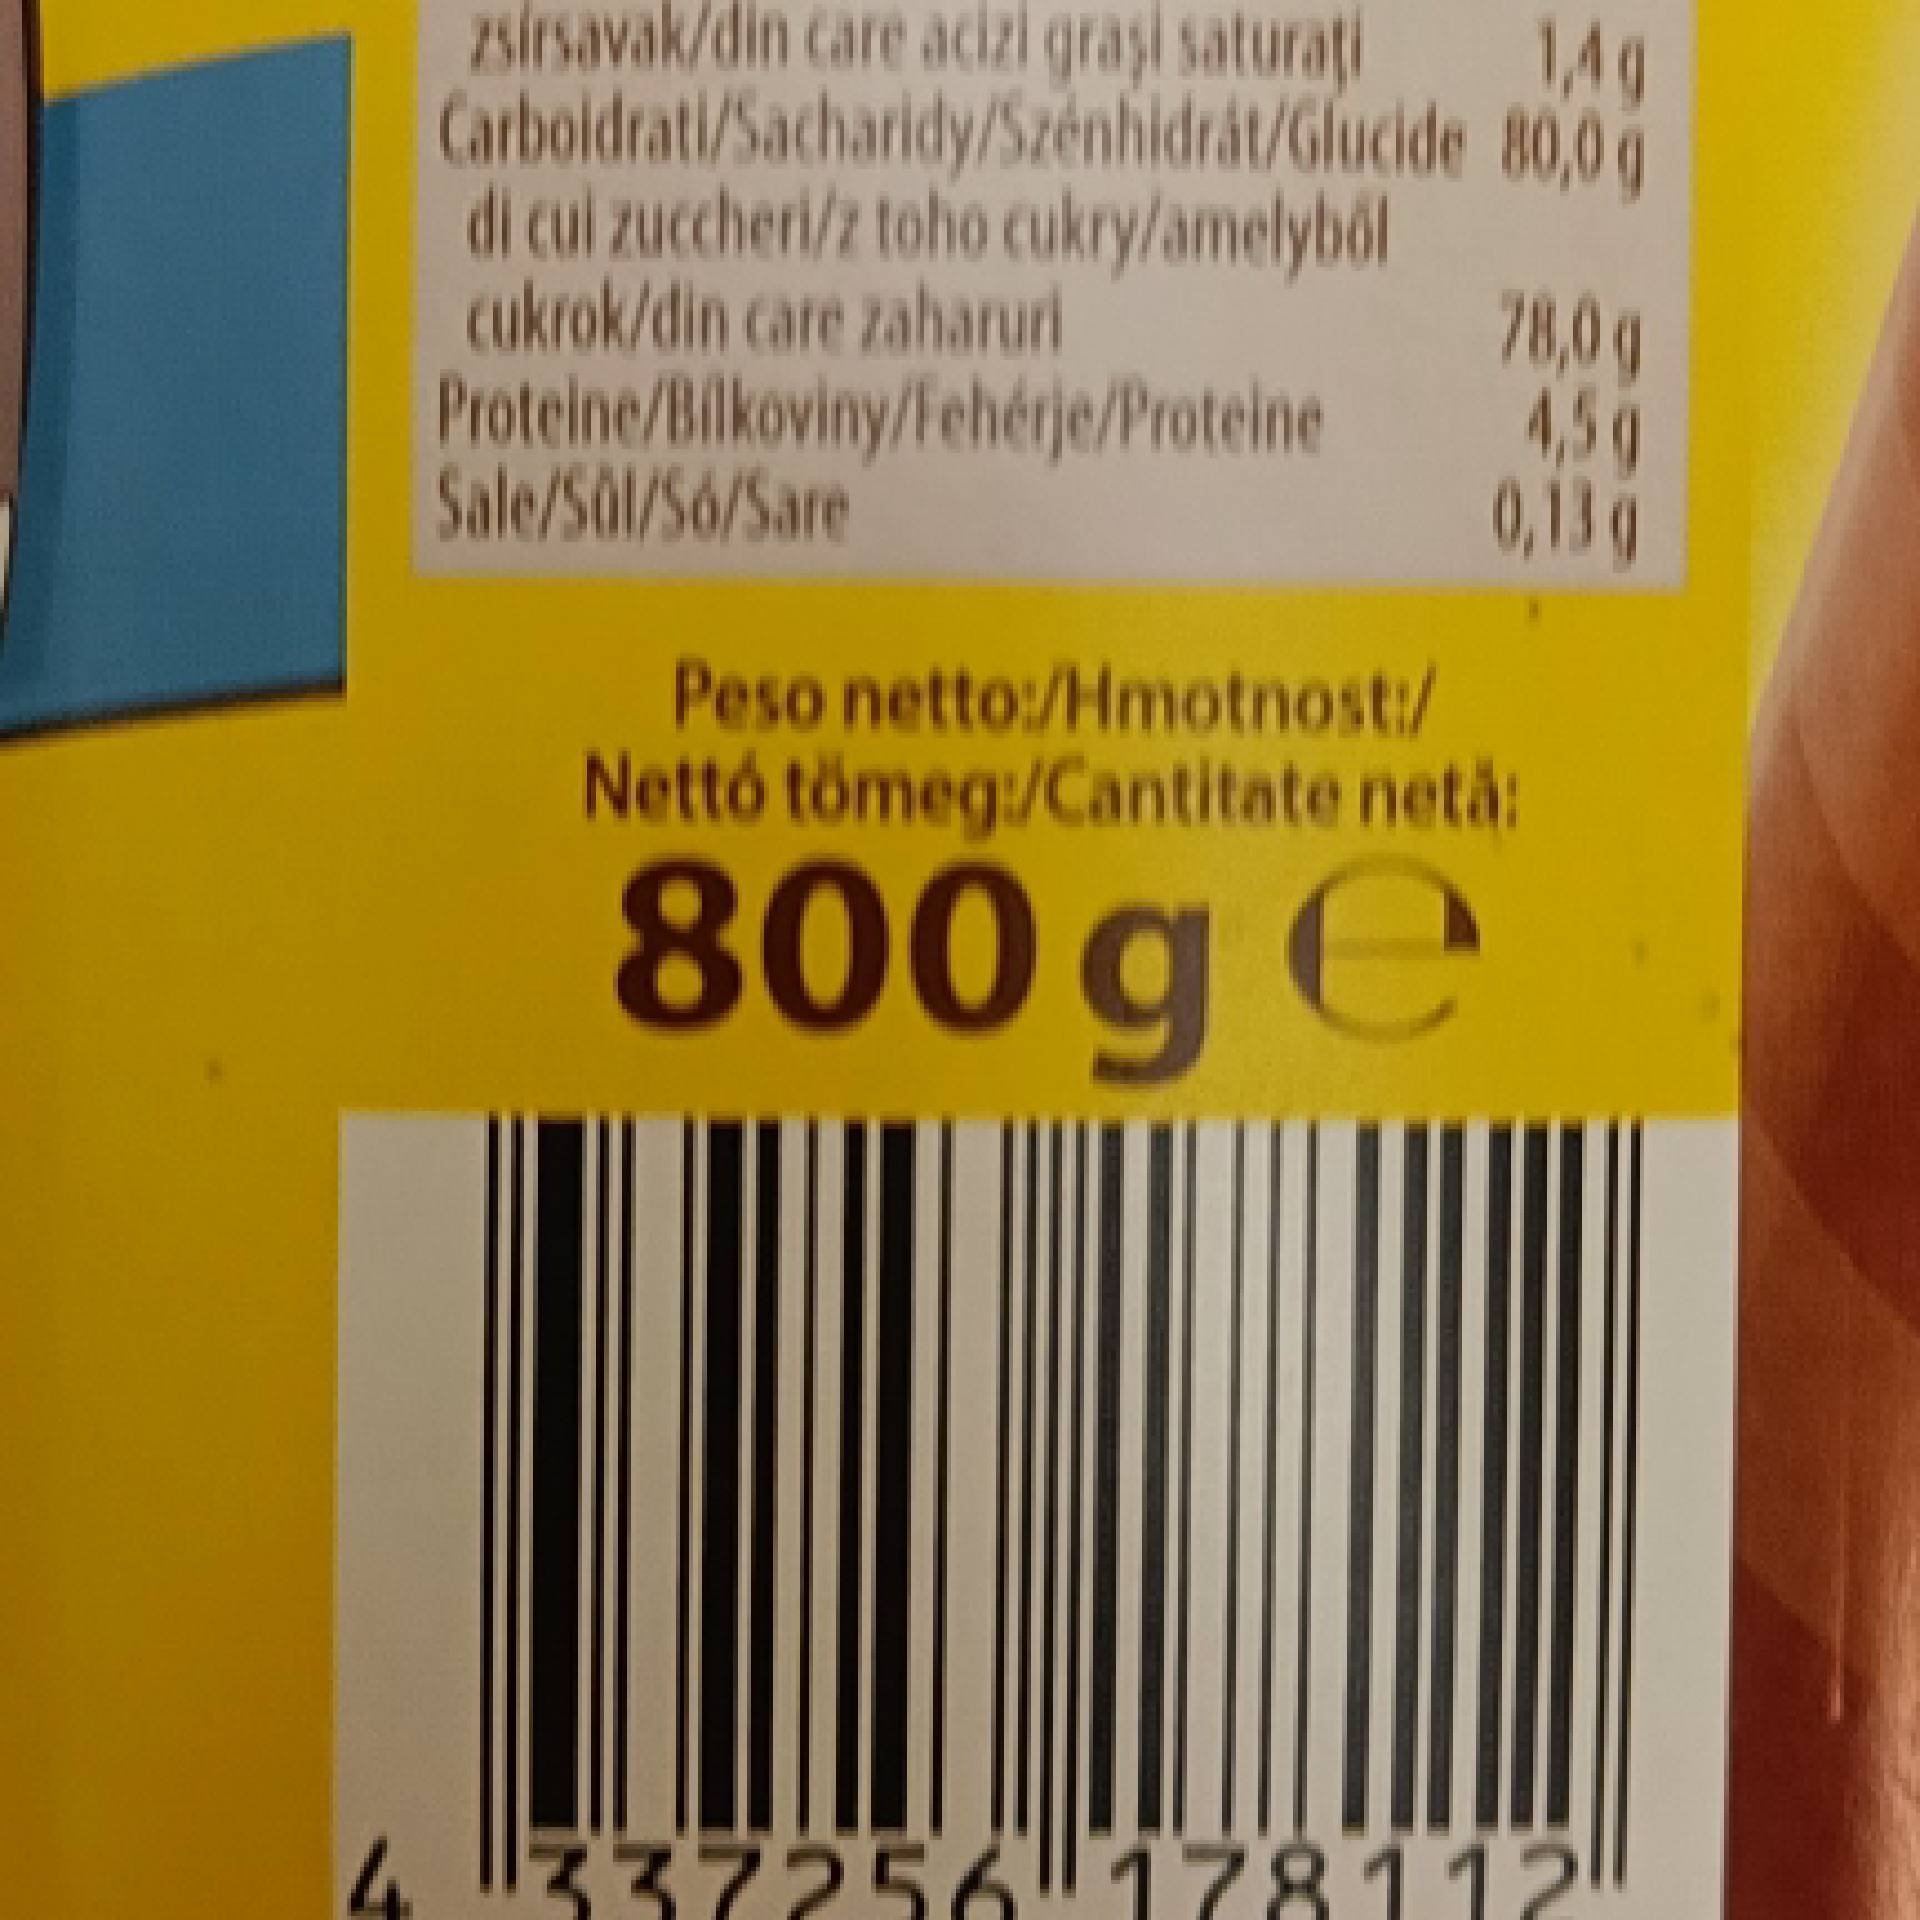 zsírsavak/din care acizi grași saturați 1,4 g
Carboidrati/Sacharidy/Szénhidrát/Glucide 80,0 g
di cui zuccheri/z toho cukry/amelyből
cukrok/din care zaharuri 78,0 g
Proteine/Bílkoviny/Fehérje/Proteine 4,5 g
Sale/Sůl/Só/Sare 0,13 g
Peso netto:/Hmotnost:/
Nettó tömeg:/Cantitate netă:
800 g e
4 337256 178112